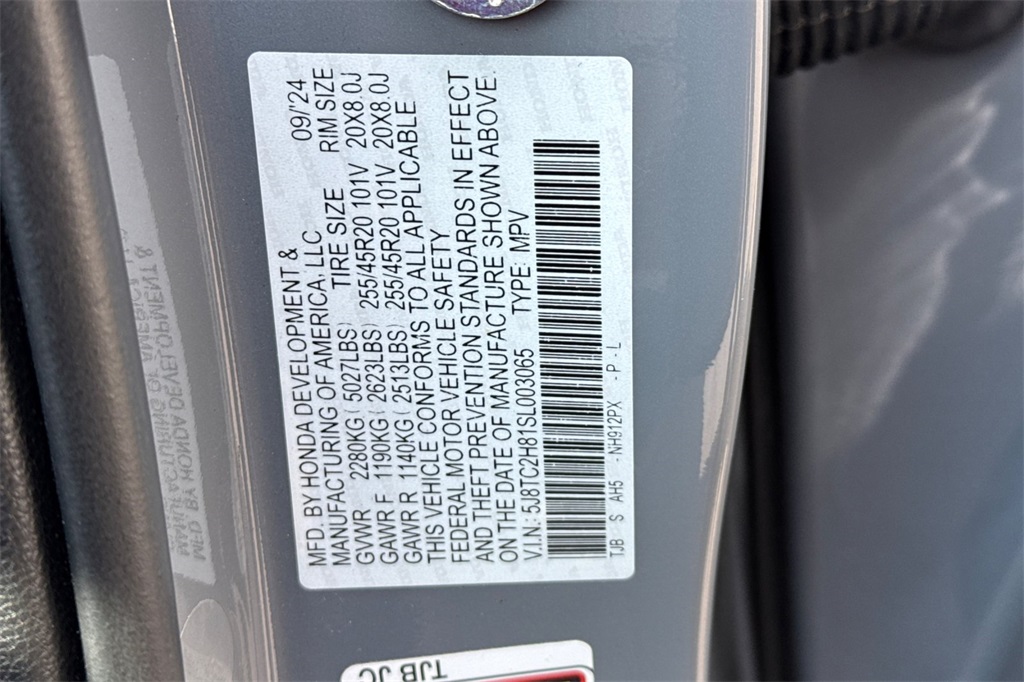 MFD. BY HONDA DEVELOPMENT &
MANUFACTURING OF AMERICA, LLC 09/'24
TIRE SIZE RIM SIZE
GVWR 2280KG ( 5027LBS)
GAWR F 1190KG ( 2623LBS) 255/45R20 101V 20X8.0J
GAWR R 1140KG ( 2513LBS) 255/45R20 101V 20X8.0J
THIS VEHICLE CONFORMS TO ALL APPLICABLE
FEDERAL MOTOR VEHICLE SAFETY
AND THEFT PREVENTION STANDARDS IN EFFECT
ON THE DATE OF MANUFACTURE SHOWN ABOVE.
V.I.N.: 5J8TC2H81SL003065 TYPE: MPV
TJB S AH5 - NH912PX - P - L
TJB JC